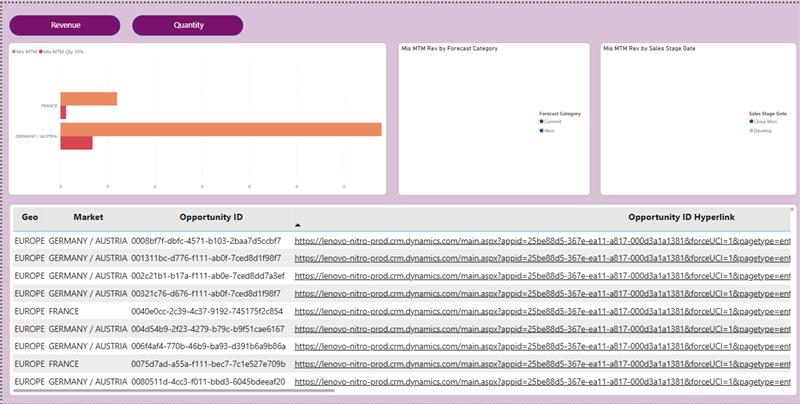 Revenue
Quantity
Mis MTM Mis MTM Qty 10%
FRANCE
GERMANY / AUSTRIA
0 0 0 0 0 0
Mis MTM Rev by Forecast Category
Forecast Category
Commit
Won
Mis MTM Rev by Sales Stage Gate
Sales Stage Gate
Close Won
Develop
Geo Market Opportunity ID Opportunity ID Hyperlink
EUROPE GERMANY / AUSTRIA 0008bf7f-dbfc-4571-b103-2baa7d5ccbf7 https://lenovo-nitro-prod.crm.dynamics.com/main.aspx?appid=25be88d5-367e-ea11-a817-000d3a1a1381&forceUCI=1&pagetype=ent
EUROPE GERMANY / AUSTRIA 001311bc-d776-f111-ab0f-7ced8d1f98f7 https://lenovo-nitro-prod.crm.dynamics.com/main.aspx?appid=25be88d5-367e-ea11-a817-000d3a1a1381&forceUCI=1&pagetype=ent
EUROPE GERMANY / AUSTRIA 002c21b1-b17a-f111-ab0e-7ced8dd7a3ef https://lenovo-nitro-prod.crm.dynamics.com/main.aspx?appid=25be88d5-367e-ea11-a817-000d3a1a1381&forceUCI=1&pagetype=ent
EUROPE GERMANY / AUSTRIA 00321c76-d676-f111-ab0f-7ced8d1f98f7 https://lenovo-nitro-prod.crm.dynamics.com/main.aspx?appid=25be88d5-367e-ea11-a817-000d3a1a1381&forceUCI=1&pagetype=ent
EUROPE FRANCE 0040e0cc-2c39-4c37-9192-745175f2c854 https://lenovo-nitro-prod.crm.dynamics.com/main.aspx?appid=25be88d5-367e-ea11-a817-000d3a1a1381&forceUCI=1&pagetype=ent
EUROPE GERMANY / AUSTRIA 004d54b9-2f23-4279-b79c-b9f51cae6167 https://lenovo-nitro-prod.crm.dynamics.com/main.aspx?appid=25be88d5-367e-ea11-a817-000d3a1a1381&forceUCI=1&pagetype=ent
EUROPE GERMANY / AUSTRIA 006f4af4-770b-46b9-ba93-d391b6a9b86a https://lenovo-nitro-prod.crm.dynamics.com/main.aspx?appid=25be88d5-367e-ea11-a817-000d3a1a1381&forceUCI=1&pagetype=ent
EUROPE FRANCE 0075d7ad-a55a-f111-bec7-7c1e527e709b https://lenovo-nitro-prod.crm.dynamics.com/main.aspx?appid=25be88d5-367e-ea11-a817-000d3a1a1381&forceUCI=1&pagetype=ent
EUROPE GERMANY / AUSTRIA 0080511d-4cc3-f011-bbd3-6045bdeeaf20 https://lenovo-nitro-prod.crm.dynamics.com/main.aspx?appid=25be88d5-367e-ea11-a817-000d3a1a1381&forceUCI=1&pagetype=ent